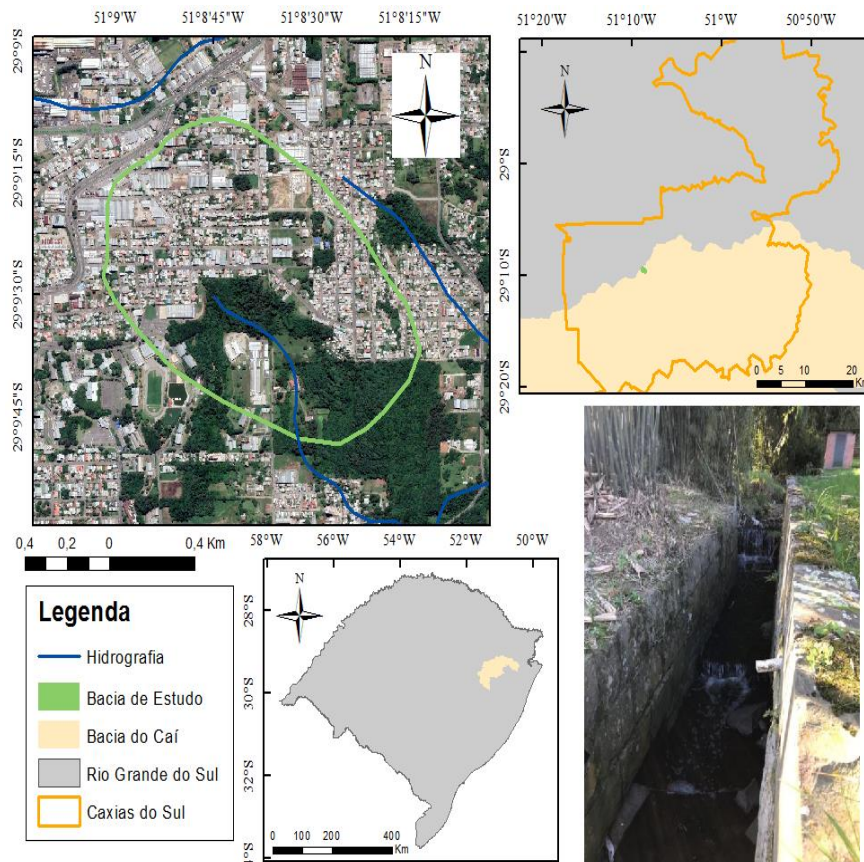 51°9'W 51°8'45"W 51°8'30"W 51°8'15"W
29°9'S
29°9'15"S
29°9'30"S
29°9'45"S
N
0,4 0,2 0 0,4 Km
51°20'W 51°10'W 51°W 50°50'W
N
29°S
29°10'S
29°20'S
0 5 10 20
Km
58°W 56°W 54°W 52°W 50°W
N
28°S
30°S
32°S
0 100 200 400
Km
Legenda
Hidrografia
Bacia de Estudo
Bacia do Caí
Rio Grande do Sul
Caxias do Sul